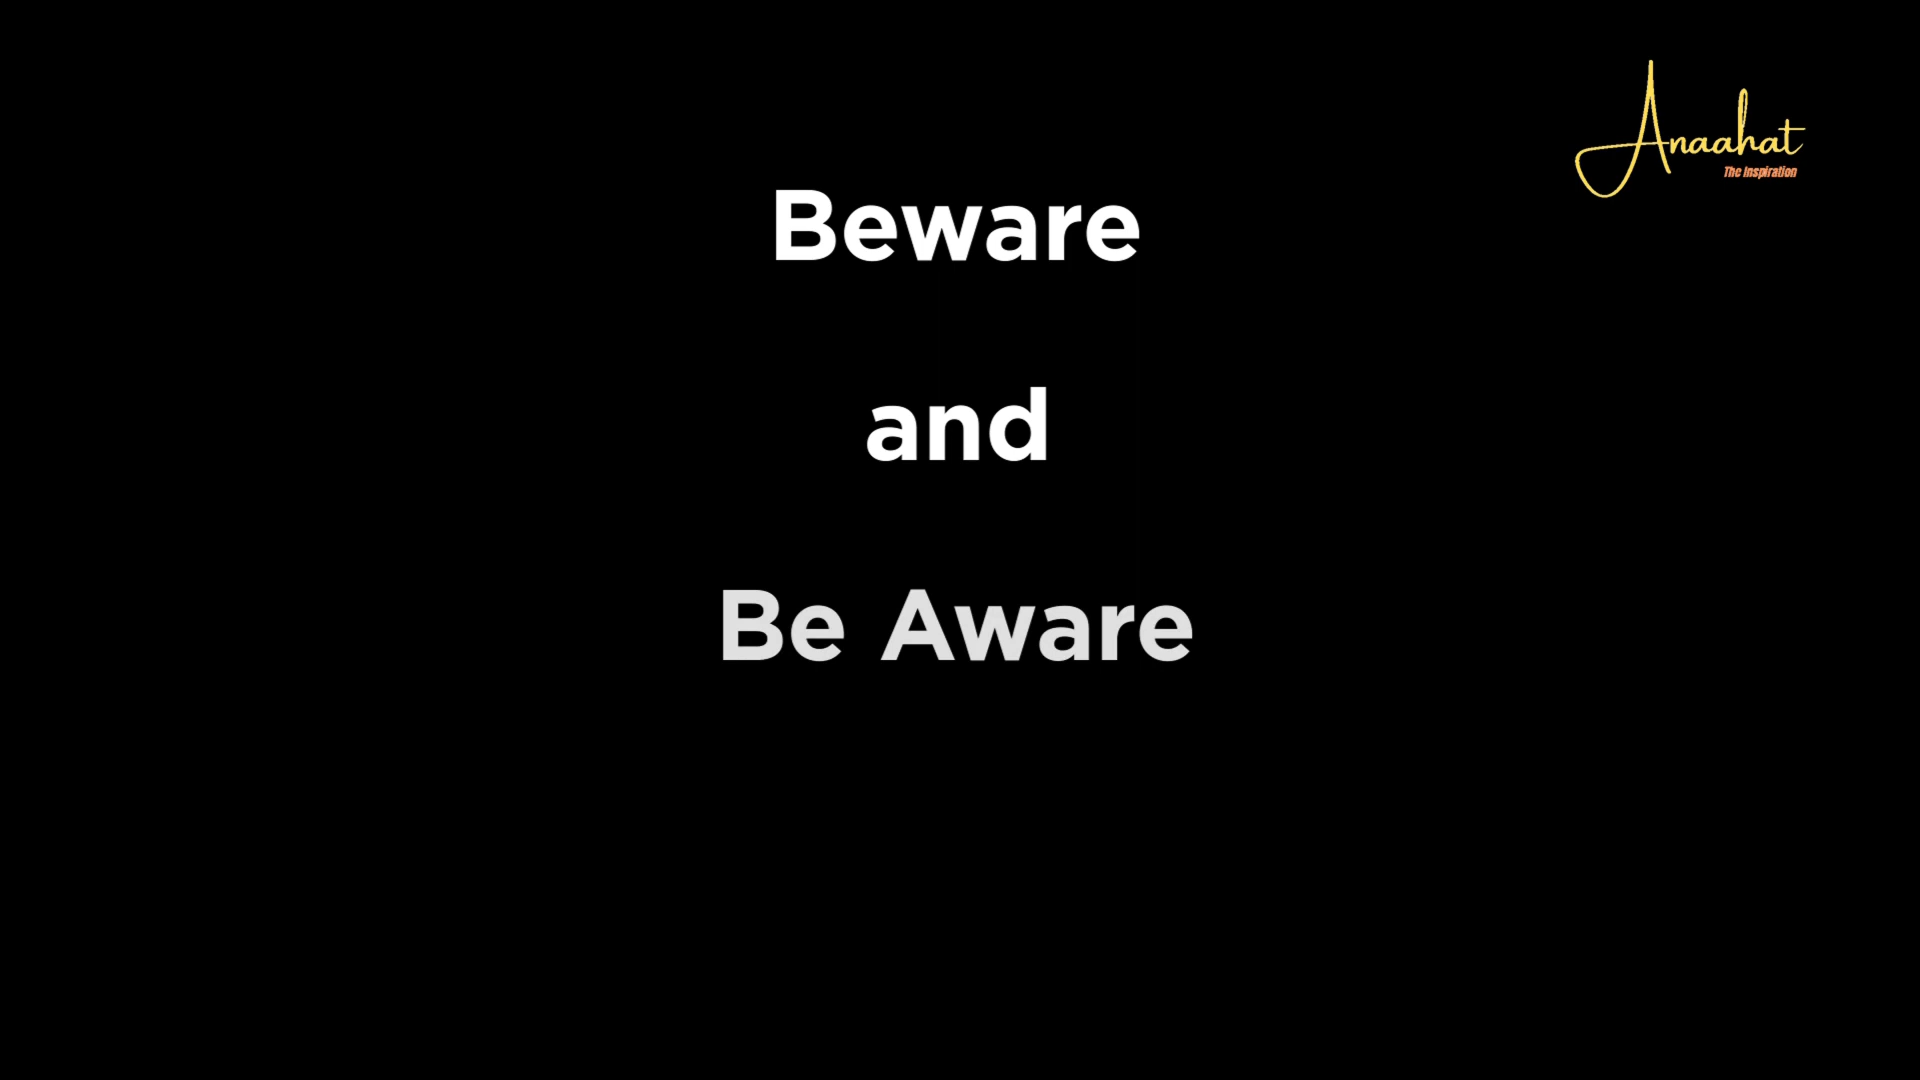 Anaahat
The Inspiration
Beware
and
Be Aware